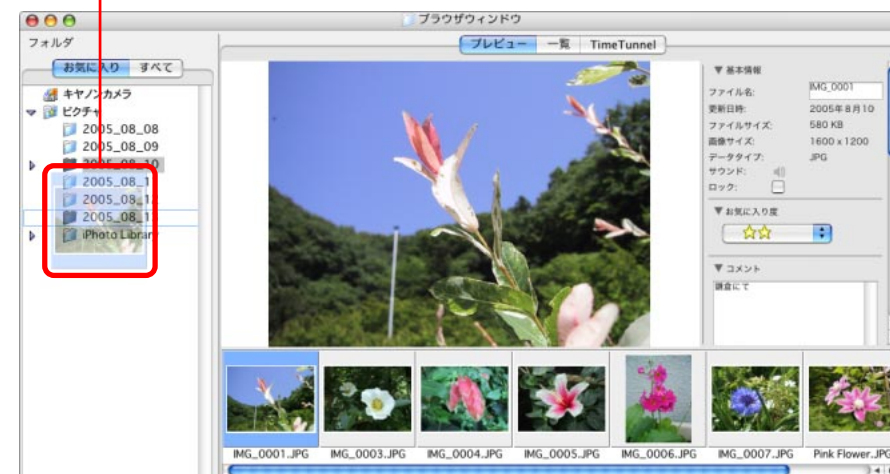 ブラウザウィンドウ
フォルダ
お気に入り すべて
キヤノンカメラ
ピクチャ
2005_08_08
2005_08_09
2005_08_10
2005_08_1
2005_08_1
2005_08_1
iPhoto Library
プレビュー 一覧 TimeTunnel
基本情報
ファイル名: IMG_0001
更新日時: 2005年8月10
ファイルサイズ: 580 KB
画像サイズ: 1600 x 1200
データタイプ: JPG
サウンド:
ロック:
お気に入り度
コメント
鎌倉にて
IMG_0001.JPG IMG_0003.JPG IMG_0004.JPG IMG_0005.JPG IMG_0006.JPG IMG_0007.JPG Pink Flower.JPG